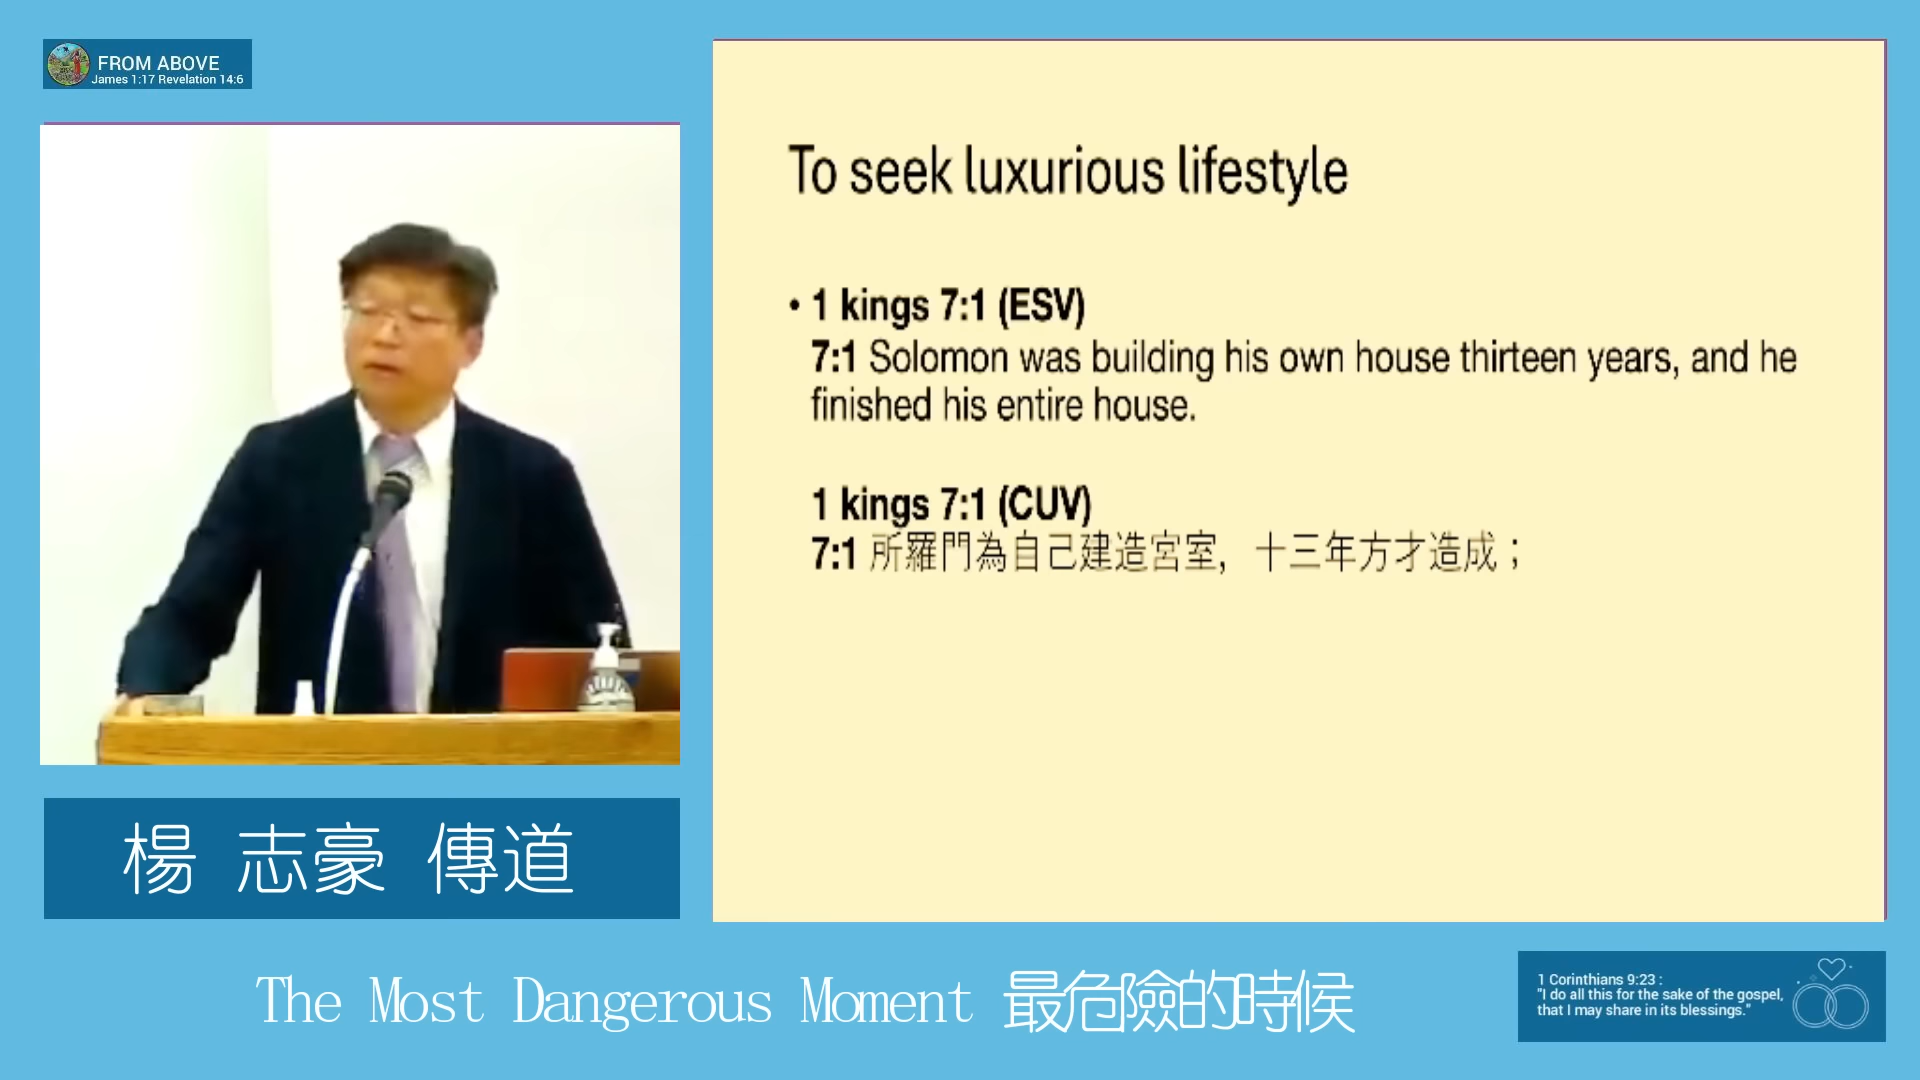 FROM ABOVE
James 1:17 Revelation 14:6
To seek luxurious lifestyle
• 1 kings 7:1 (ESV)
7:1 Solomon was building his own house thirteen years, and he
finished his entire house.
1 kings 7:1 (CUV)
7:1 所羅門為自己建造宮室，十三年方才造成；
楊 志豪 傳道
The Most Dangerous Moment 最危險的時候
1 Corinthians 9:23 :
"I do all this for the sake of the gospel,
that I may share in its blessings."